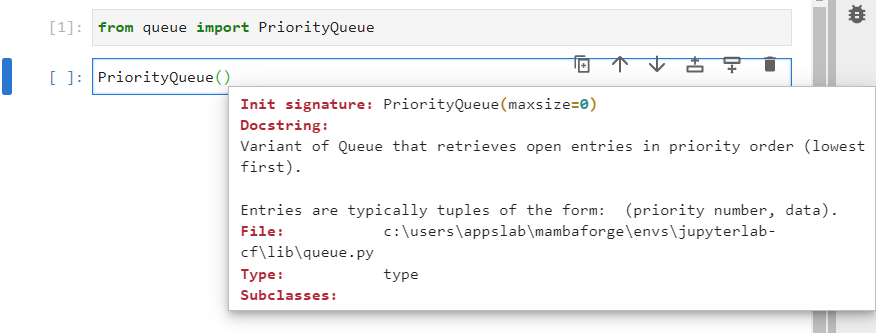 [1]: from queue import PriorityQueue
[ ]: PriorityQueue()
Init signature: PriorityQueue(maxsize=0)
Docstring:
Variant of Queue that retrieves open entries in priority order (lowest
first).
Entries are typically tuples of the form:  (priority number, data).
File:           c:\users\appslab\mambaforge\envs\jupyterlab-
cf\lib\queue.py
Type:           type
Subclasses: